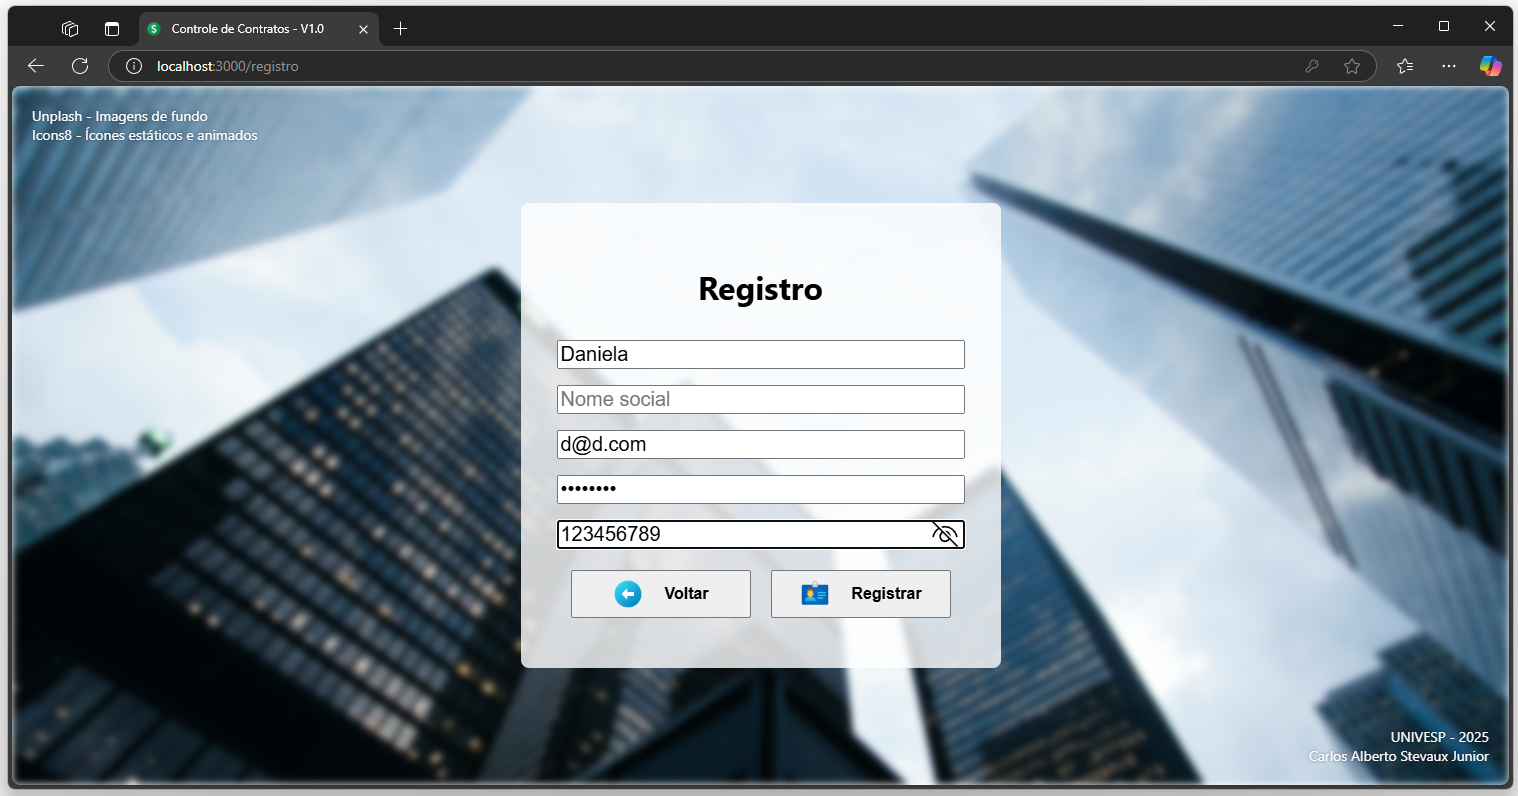 Controle de Contratos - V1.0
localhost:3000/registro
Unplash - Imagens de fundo
Icons8 - Ícones estáticos e animados
Registro
Daniela
Nome social
d@d.com
••••••••
123456789
Voltar
Registrar
UNIVESP - 2025
Carlos Alberto Stevaux Junior